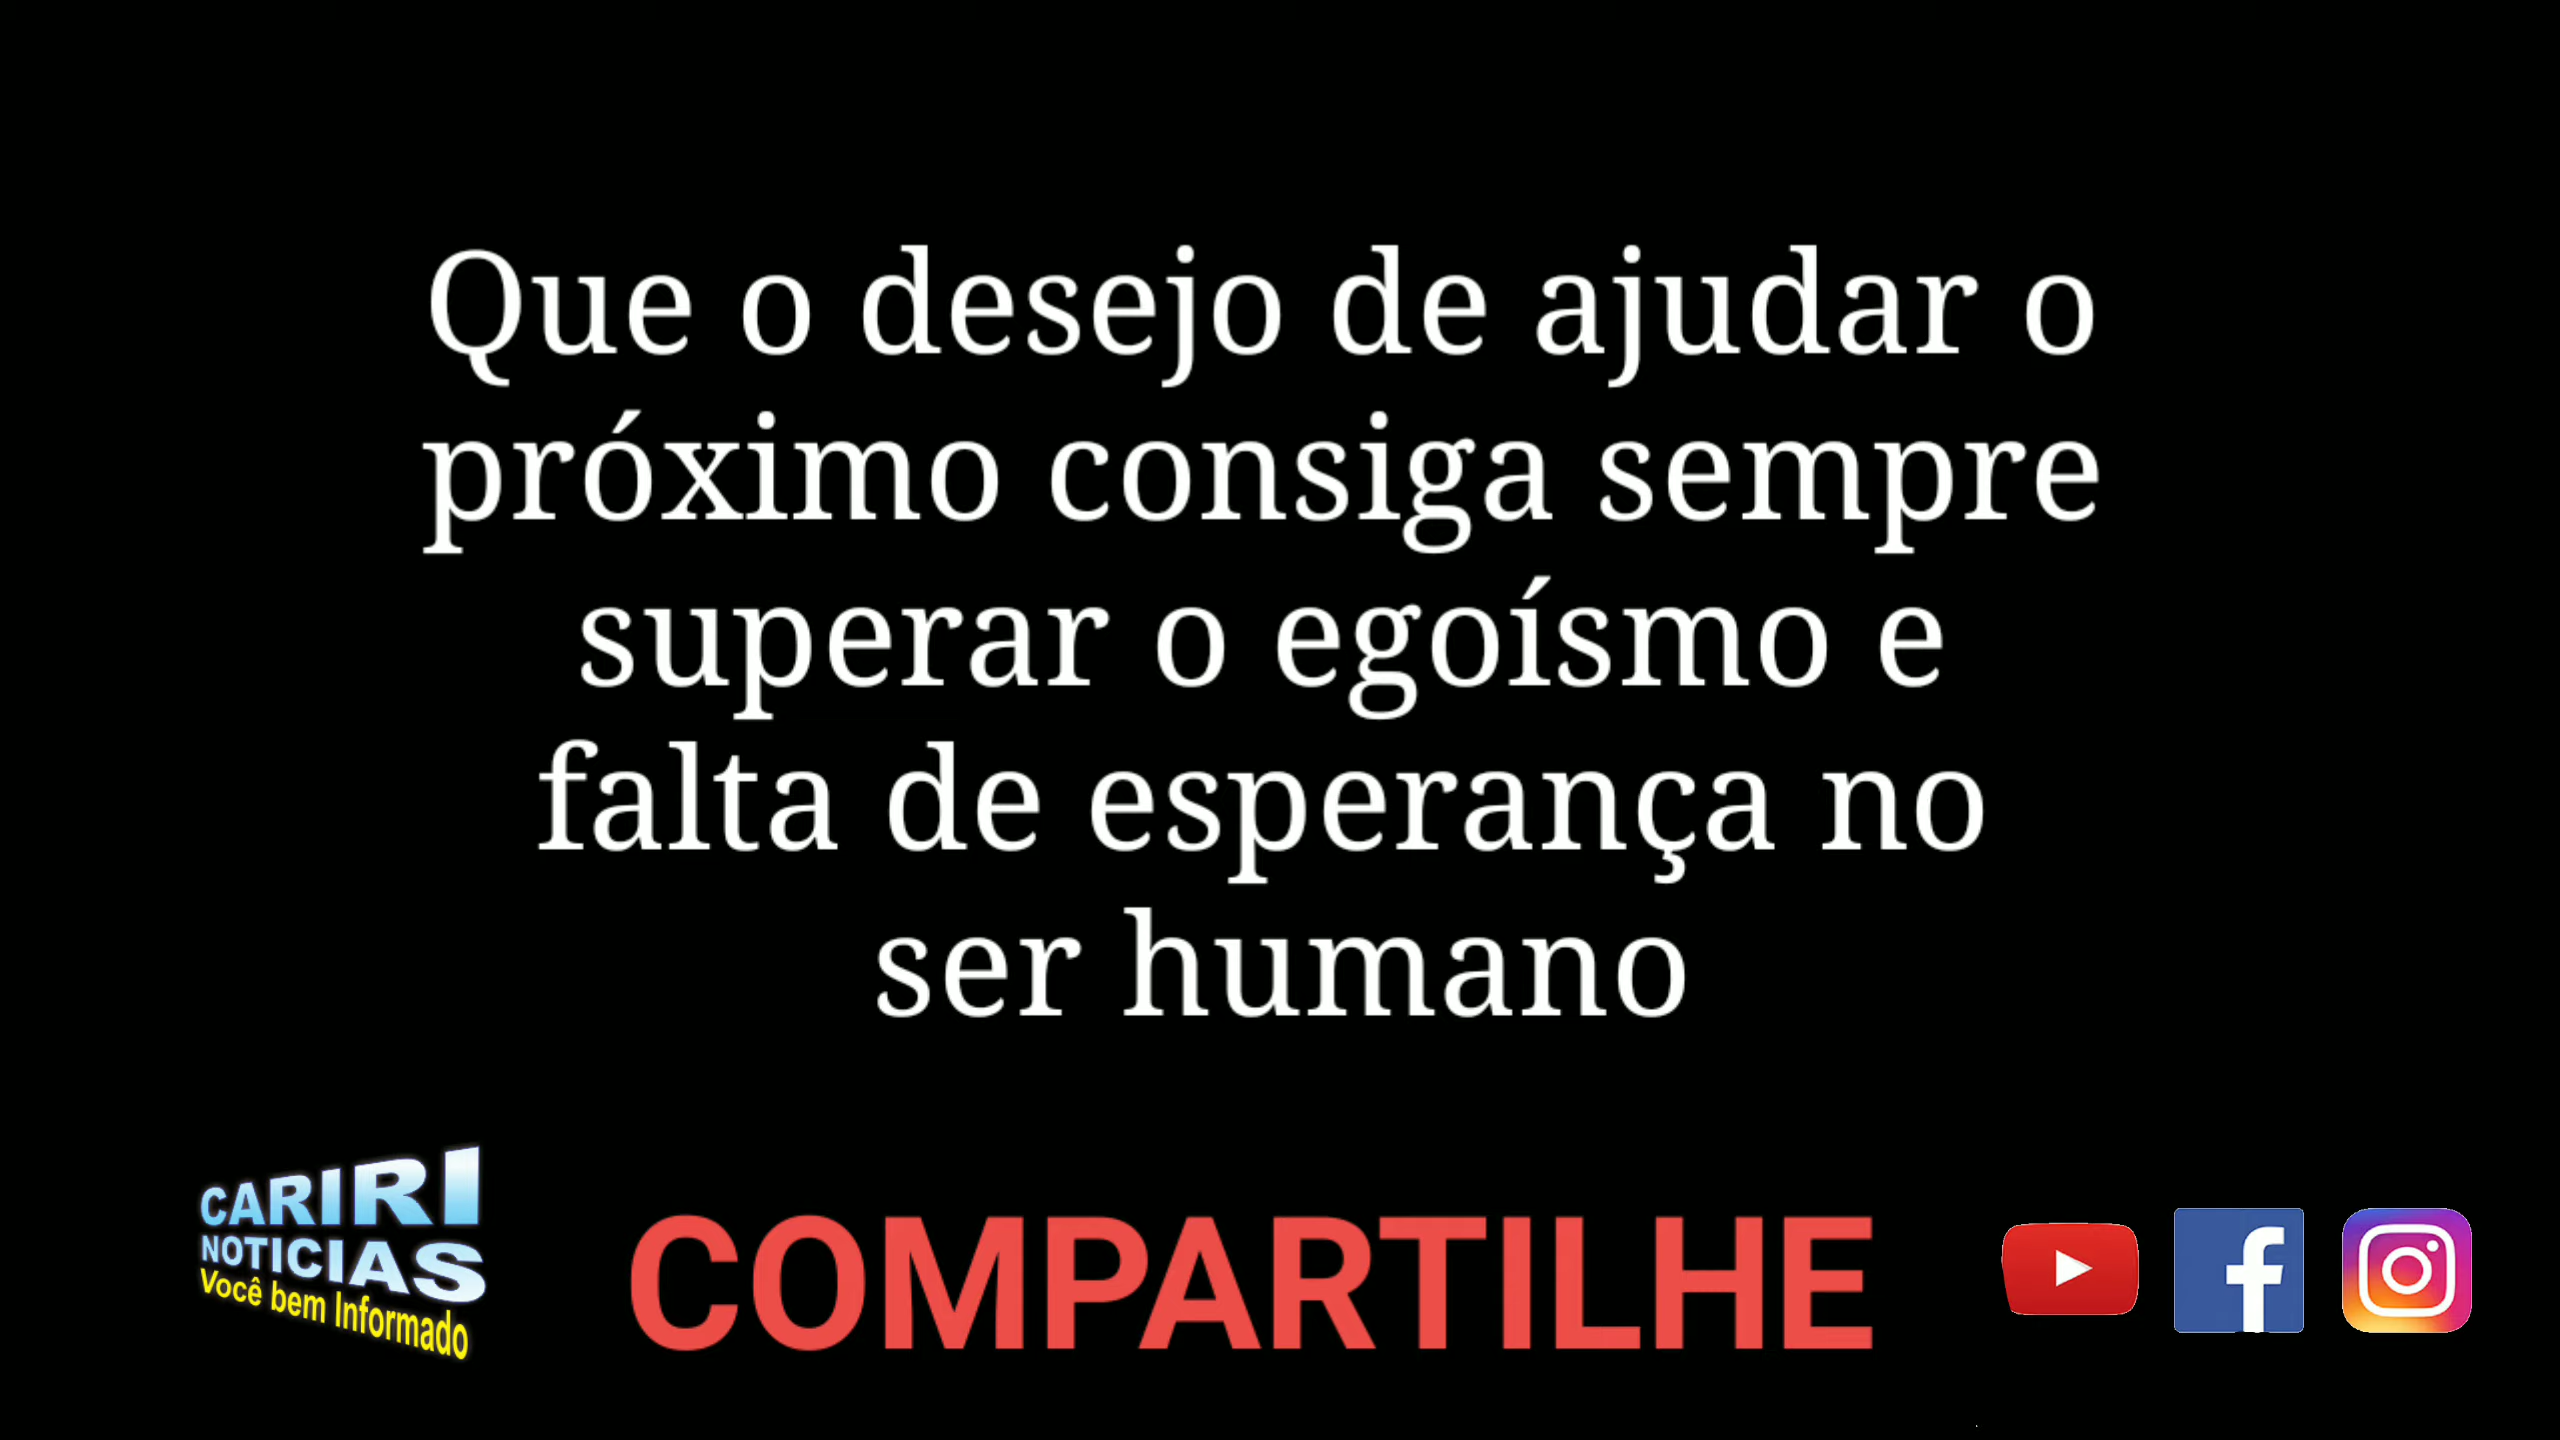 Que o desejo de ajudar o
próximo consiga sempre
superar o egoísmo e
falta de esperança no
ser humano
CARIRI
NOTICIAS
Você bem Informado
COMPARTILHE